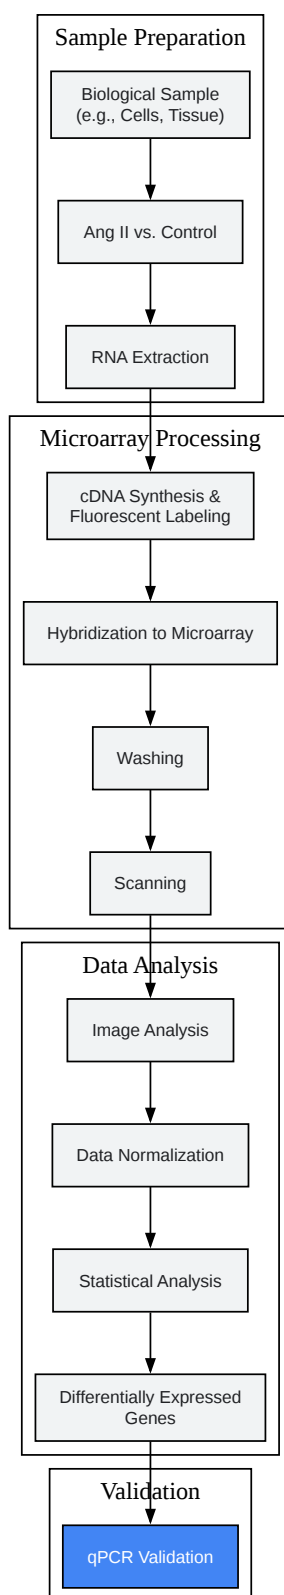 Sample Preparation
Biological Sample
(e.g., Cells, Tissue)
Ang II vs. Control
RNA Extraction
Microarray Processing
cDNA Synthesis &
Fluorescent Labeling
Hybridization to Microarray
Washing
Scanning
Data Analysis
Image Analysis
Data Normalization
Statistical Analysis
Differentially Expressed
Genes
Validation
qPCR Validation